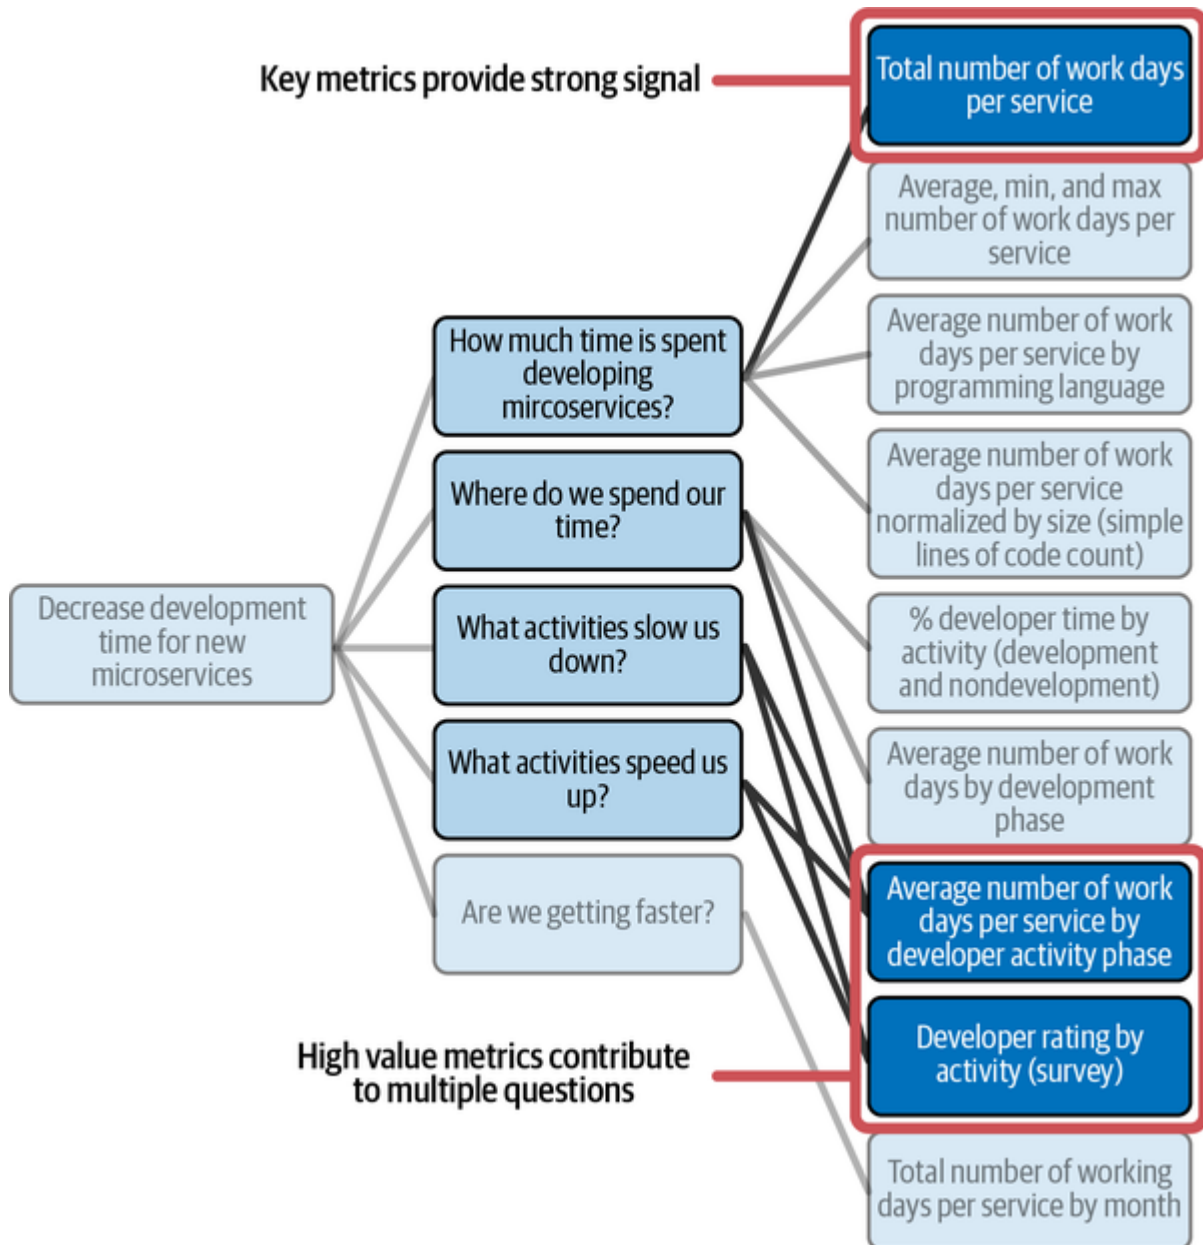 Key metrics provide strong signal
Total number of work days
per service
Average, min, and max
number of work days per
service
How much time is spent
developing
mircoservices?
Average number of work
days per service by
programming language
Where do we spend our
time?
Average number of work
days per service
normalized by size (simple
lines of code count)
Decrease development
time for new
microservices
What activities slow us
down?
% developer time by
activity (development
and nondevelopment)
What activities speed us
up?
Average number of work
days by development
phase
Are we getting faster?
Average number of work
days per service by
developer activity phase
High value metrics contribute
to multiple questions
Developer rating by
activity (survey)
Total number of working
days per service by month